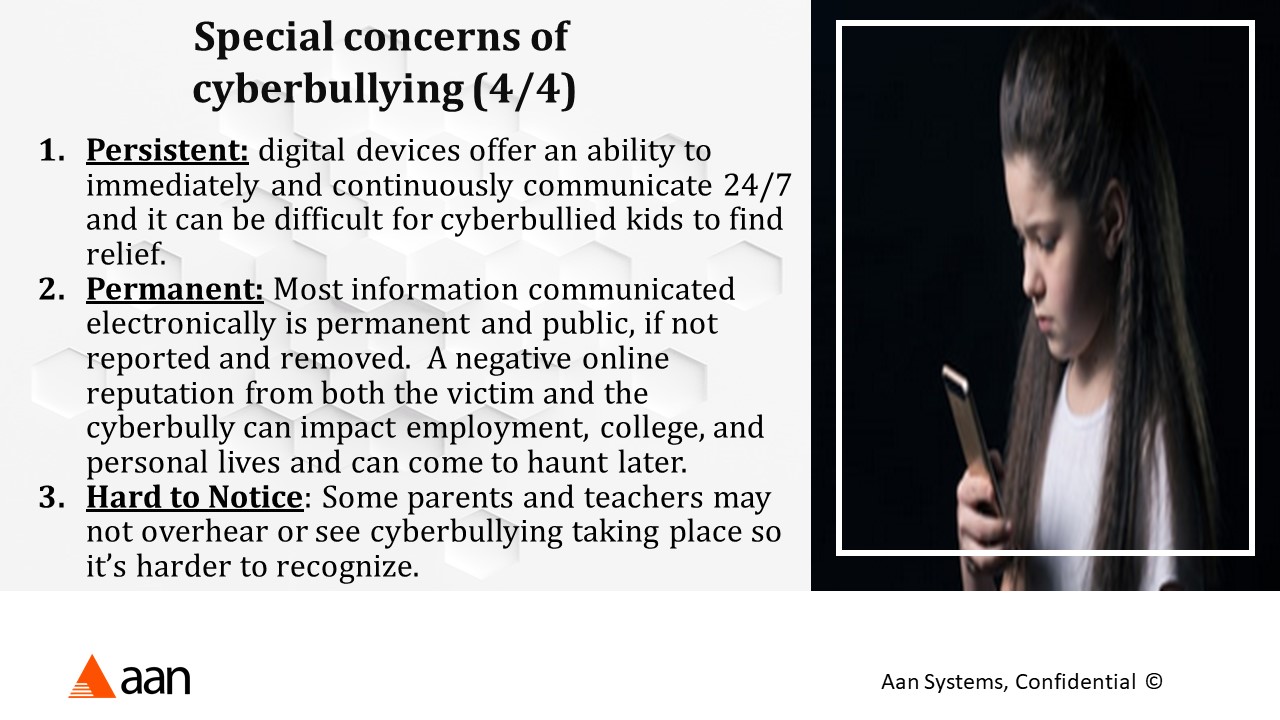 Special concerns of
cyberbullying (4/4)
1. Persistent: digital devices offer an ability to
immediately and continuously communicate 24/7
and it can be difficult for cyberbullied kids to find
relief.
2. Permanent: Most information communicated
electronically is permanent and public, if not
reported and removed.  A negative online
reputation from both the victim and the
cyberbully can impact employment, college, and
personal lives and can come to haunt later.
3. Hard to Notice: Some parents and teachers may
not overhear or see cyberbullying taking place so
it’s harder to recognize.
aan
Aan Systems, Confidential ©